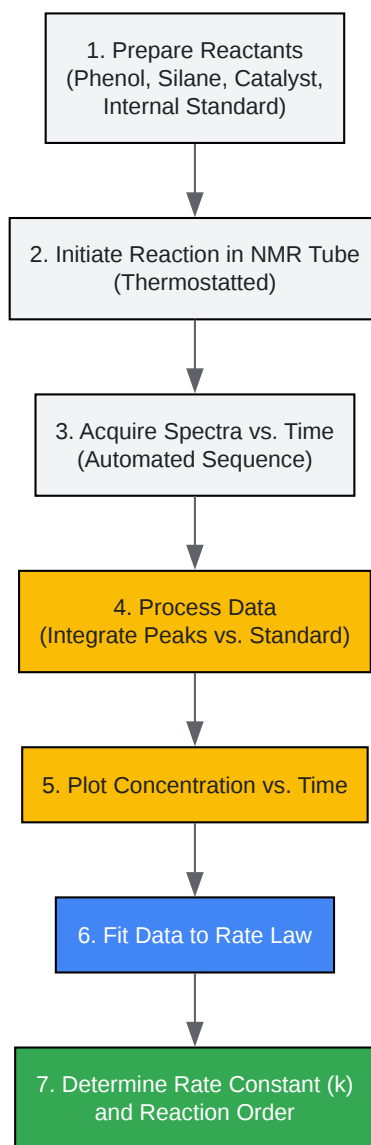 1. Prepare Reactants
(Phenol, Silane, Catalyst,
Internal Standard)
2. Initiate Reaction in NMR Tube
(Thermostatted)
3. Acquire Spectra vs. Time
(Automated Sequence)
4. Process Data
(Integrate Peaks vs. Standard)
5. Plot Concentration vs. Time
6. Fit Data to Rate Law
7. Determine Rate Constant (k)
and Reaction Order